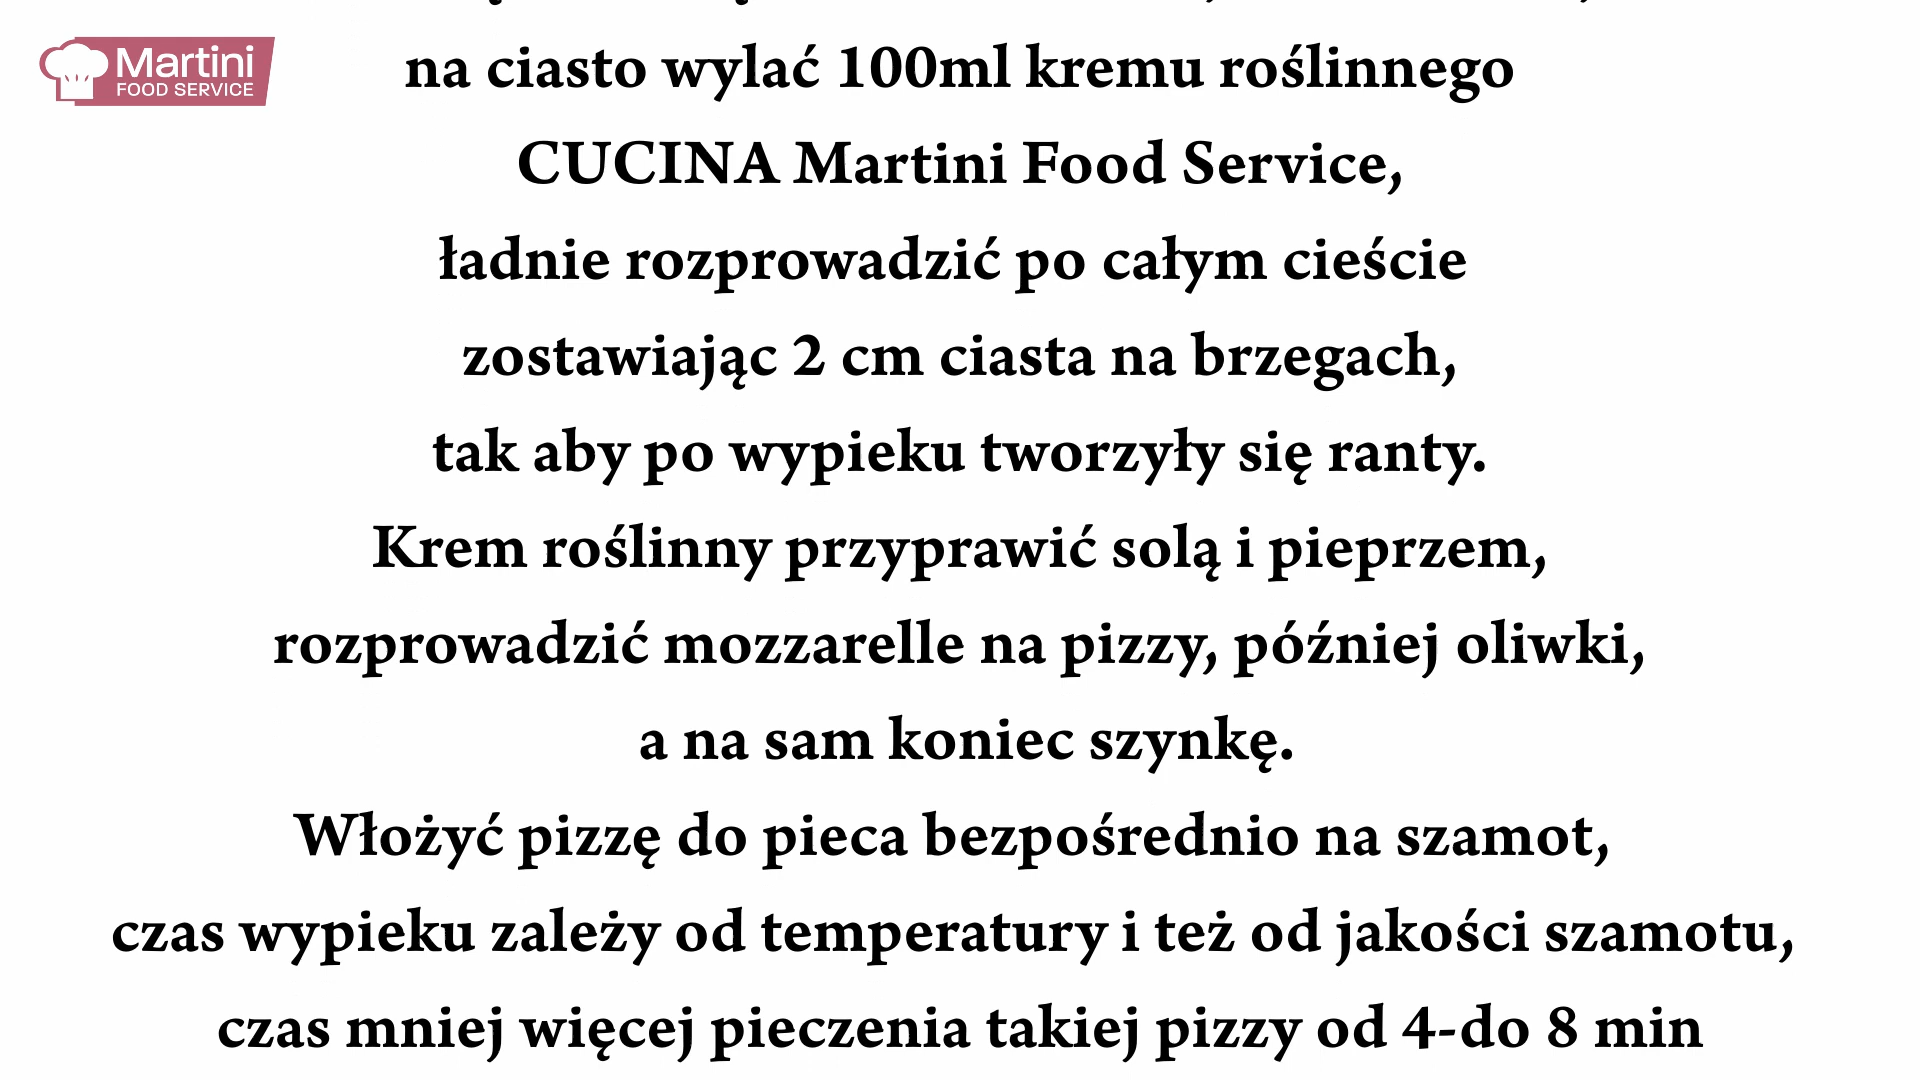 Martini
FOOD SERVICE
na ciasto wylać 100ml kremu roślinnego
CUCINA Martini Food Service,
ładnie rozprowadzić po całym cieście
zostawiając 2 cm ciasta na brzegach,
tak aby po wypieku tworzyły się ranty.
Krem roślinny przyprawić solą i pieprzem,
rozprowadzić mozzarelle na pizzy, później oliwki,
a na sam koniec szynkę.
Włożyć pizzę do pieca bezpośrednio na szamot,
czas wypieku zależy od temperatury i też od jakości szamotu,
czas mniej więcej pieczenia takiej pizzy od 4-do 8 min